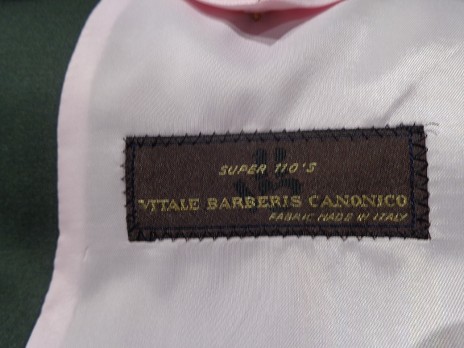 SUPER 110'S
VITALE BARBERIS CANONICO
FABRIC MADE IN ITALY